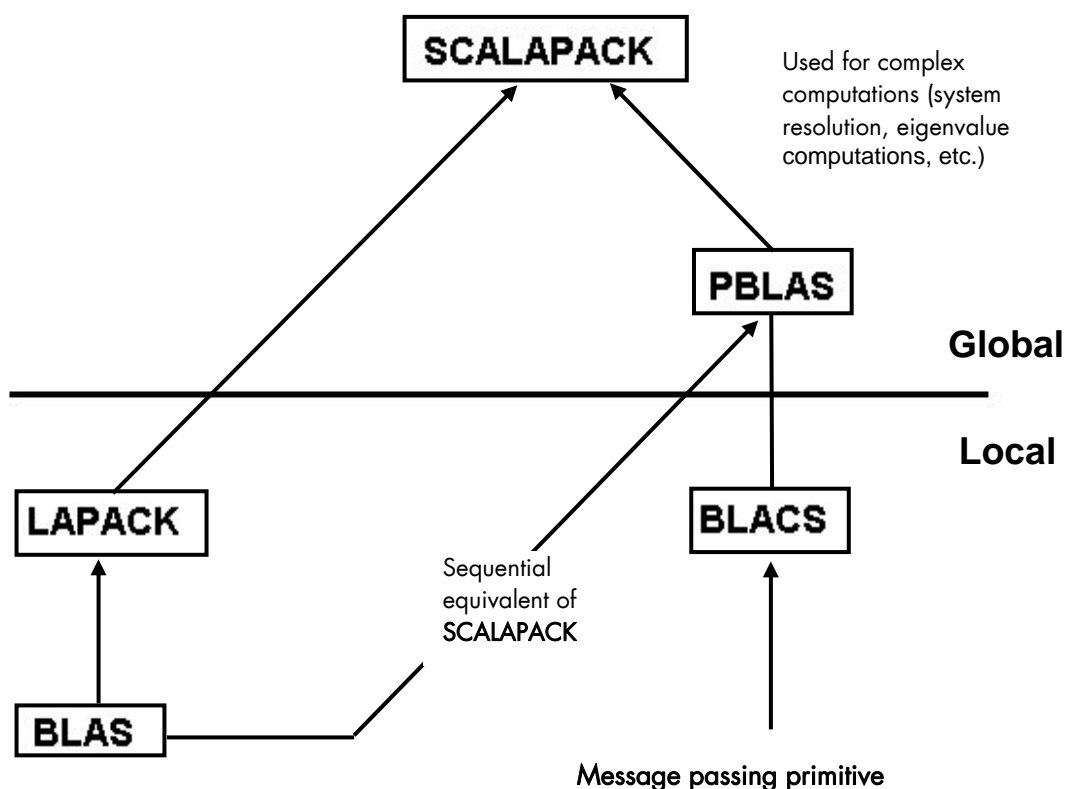 SCALAPACK
Used for complex
computations (system
resolution, eigenvalue
computations, etc.)
PBLAS
Global
Local
LAPACK
BLACS
Sequential
equivalent of
SCALAPACK
BLAS
Message passing primitive